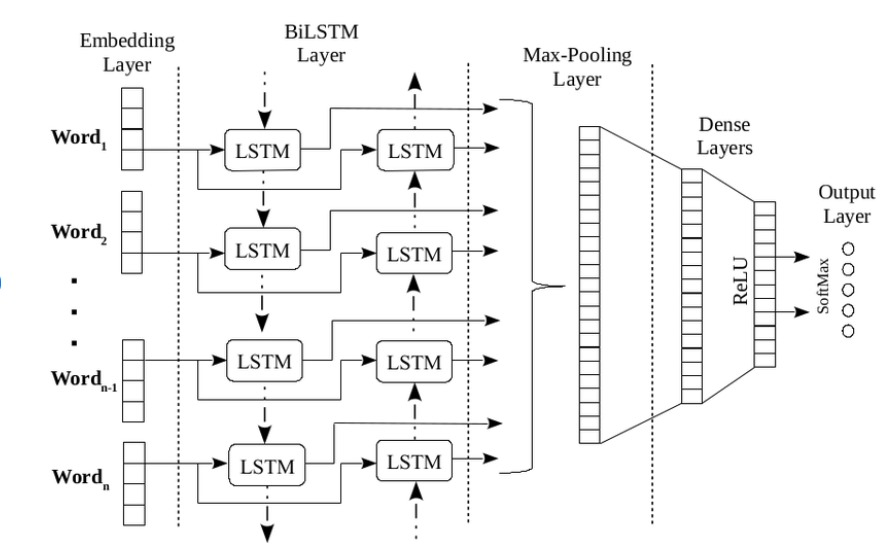 Embedding
Layer
BiLSTM
Layer
Max-Pooling
Layer
Dense
Layers
Output
Layer
Word1
LSTM
LSTM
Word2
LSTM
LSTM
Wordn-1
LSTM
LSTM
Wordn
LSTM
LSTM
ReLU
SoftMax